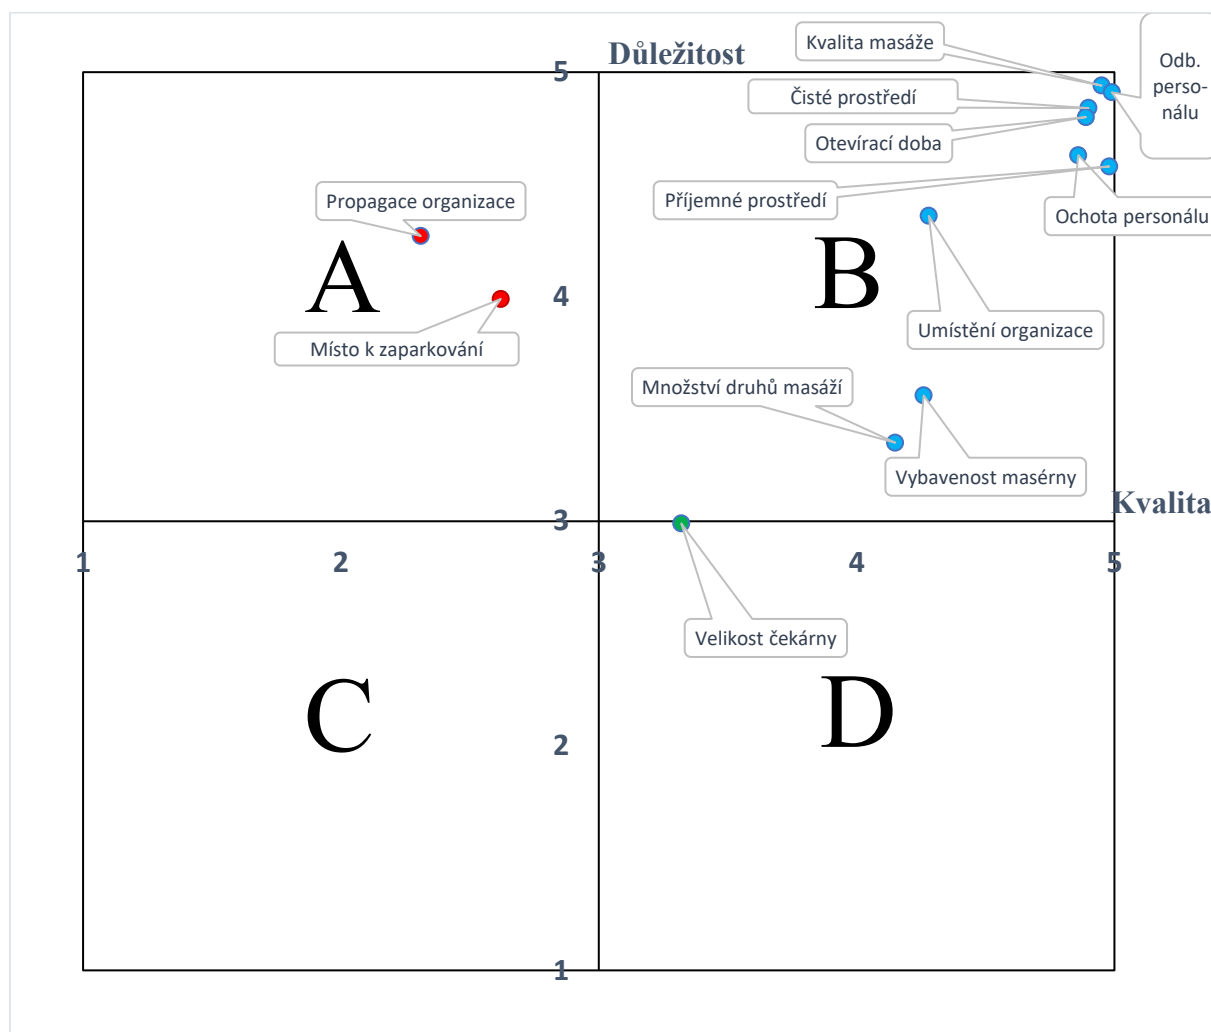 Kvalita masáže
Důležitost
Odb.
perso-
nálu
5
Čisté prostředí
Otevírací doba
Propagace organizace
Příjemné prostředí
Ochota personálu
A
B
4
Umístění organizace
Místo k zaparkování
Množství druhů masáží
Vybavenost masérny
Kvalita
3
1
2
3
4
5
Velikost čekárny
C
D
2
1